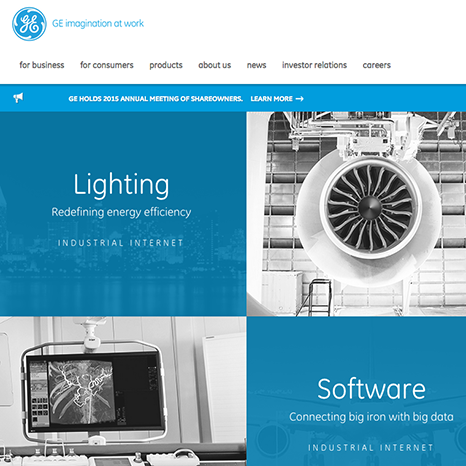 GE imagination at work
for business for consumers products about us news investor relations careers
GE HOLDS 2015 ANNUAL MEETING OF SHAREOWNERS. LEARN MORE →
Lighting
Redefining energy efficiency
INDUSTRIAL INTERNET
Software
Connecting big iron with big data
INDUSTRIAL INTERNET